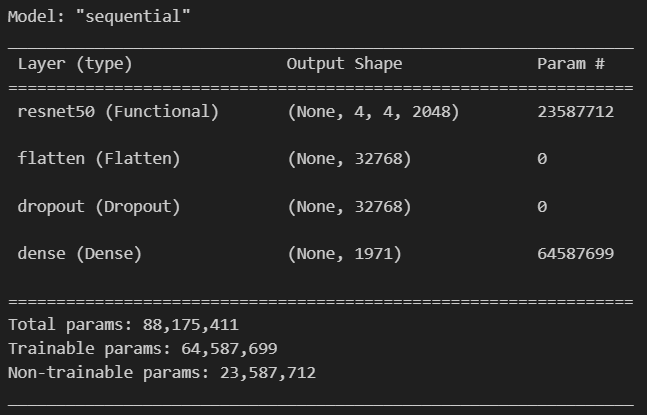 Model: "sequential"
_________________________________________________________________
Layer (type)                Output Shape              Param #
=================================================================
resnet50 (Functional)       (None, 4, 4, 2048)        23587712
flatten (Flatten)           (None, 32768)             0
dropout (Dropout)           (None, 32768)             0
dense (Dense)               (None, 1971)              64587699
=================================================================
Total params: 88,175,411
Trainable params: 64,587,699
Non-trainable params: 23,587,712
_________________________________________________________________